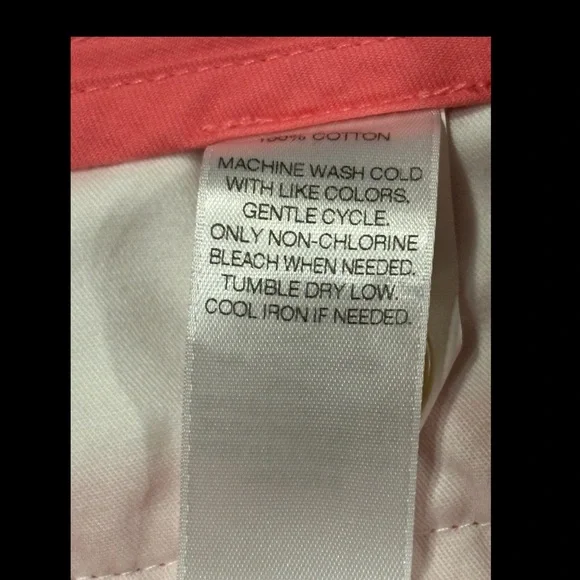 100% COTTON
MACHINE WASH COLD
WITH LIKE COLORS.
GENTLE CYCLE.
ONLY NON-CHLORINE
BLEACH WHEN NEEDED.
TUMBLE DRY LOW.
COOL IRON IF NEEDED.